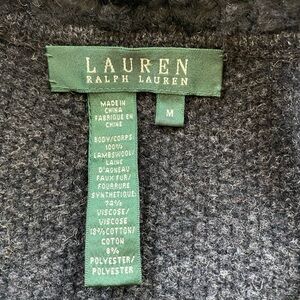 LAUREN
RALPH LAUREN
M
MADE IN
CHINA
FABRIQUÉ EN
CHINE
BODY/CORPS
100%
LAMBSWOOL/
LAINE
D'AGNEAU
FAUX FUR/
FOURRURE
SYNTHETIQUE:
74%
VISCOSE/
VISCOSE
18%COTTON/
COTON
8%
POLYESTER/
POLYESTER